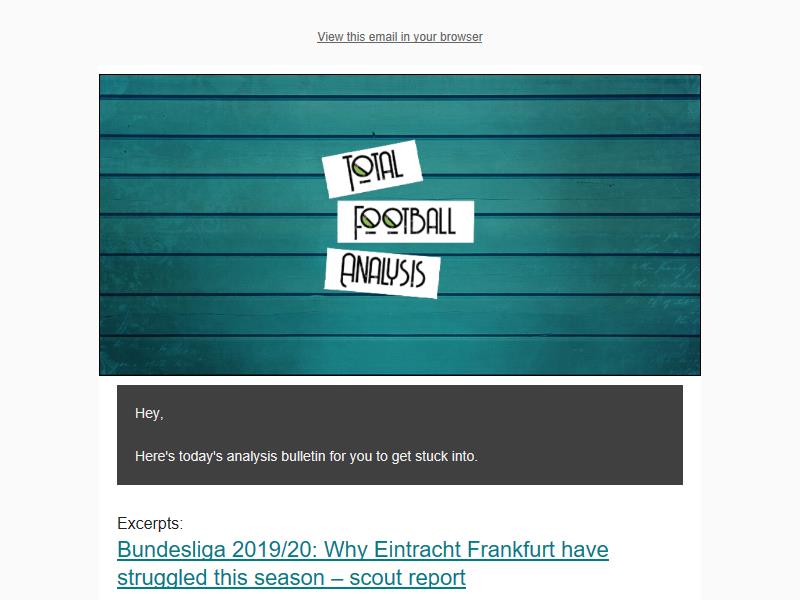 View this email in your browser
TOTAL
FOOTBALL
ANALYSIS
Hey,
Here's today's analysis bulletin for you to get stuck into.
Excerpts:
Bundesliga 2019/20: Why Eintracht Frankfurt have
struggled this season – scout report